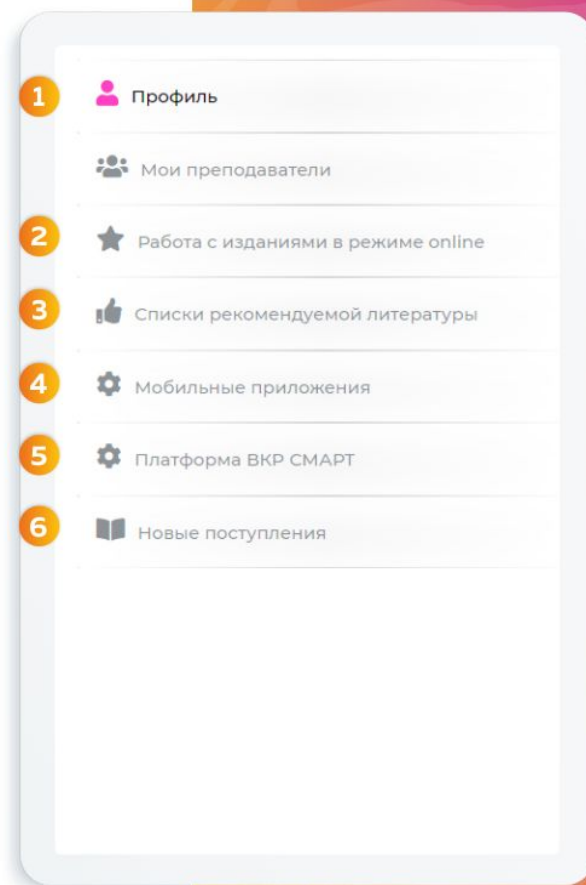 1 Профиль
Мои преподаватели
2 Работа с изданиями в режиме online
3 Списки рекомендуемой литературы
4 Мобильные приложения
5 Платформа ВКР СМАРТ
6 Новые поступления